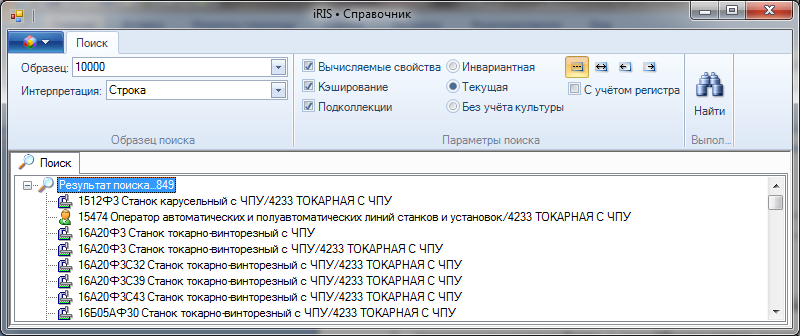 iRIS • Справочник
Поиск
Образец: 10000
Интерпретация: Строка
Образец поиска
Вычисляемые свойства
Кэширование
Подколлекции
Инвариантная
Текущая
Без учёта культуры
С учётом регистра
Параметры поиска
Найти
Выпол...
Поиск
Результат поиска...849
1512Ф3 Станок карусельный с ЧПУ/4233 ТОКАРНАЯ С ЧПУ
15474 Оператор автоматических и полуавтоматических линий станков и установок/4233 ТОКАРНАЯ С ЧПУ
16А20Ф3 Станок токарно-винторезный с ЧПУ
16А20Ф3 Станок токарно-винторезный с ЧПУ/4233 ТОКАРНАЯ С ЧПУ
16А20Ф3С32 Станок токарно-винторезный с ЧПУ/4233 ТОКАРНАЯ С ЧПУ
16А20Ф3С39 Станок токарно-винторезный с ЧПУ/4233 ТОКАРНАЯ С ЧПУ
16А20Ф3С43 Станок токарно-винторезный с ЧПУ/4233 ТОКАРНАЯ С ЧПУ
16Б05АФ30 Станок токарно-винторезный с ЧПУ/4233 ТОКАРНАЯ С ЧПУ